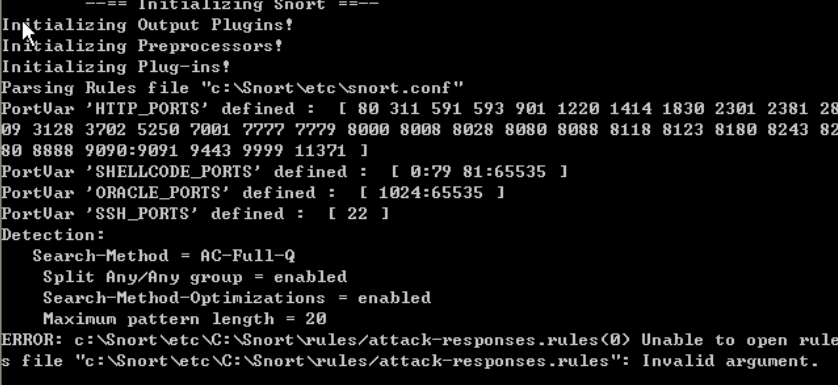 --== Initializing Snort ==--
Initializing Output Plugins!
Initializing Preprocessors!
Initializing Plug-ins!
Parsing Rules file "c:\Snort\etc\snort.conf"
PortVar 'HTTP_PORTS' defined :  [ 80 311 591 593 901 1220 1414 1830 2301 2381 28
09 3128 3702 5250 7001 7777 7779 8000 8008 8028 8080 8088 8118 8123 8180 8243 82
80 8888 9090:9091 9443 9999 11371 ]
PortVar 'SHELLCODE_PORTS' defined :  [ 0:79 81:65535 ]
PortVar 'ORACLE_PORTS' defined :  [ 1024:65535 ]
PortVar 'SSH_PORTS' defined :  [ 22 ]
Detection:
   Search-Method = AC-Full-Q
    Split Any/Any group = enabled
    Search-Method-Optimizations = enabled
    Maximum pattern length = 20
ERROR: c:\Snort\etc\C:\Snort\rules/attack-responses.rules(0) Unable to open rule
s file "c:\Snort\etc\C:\Snort\rules/attack-responses.rules": Invalid argument.